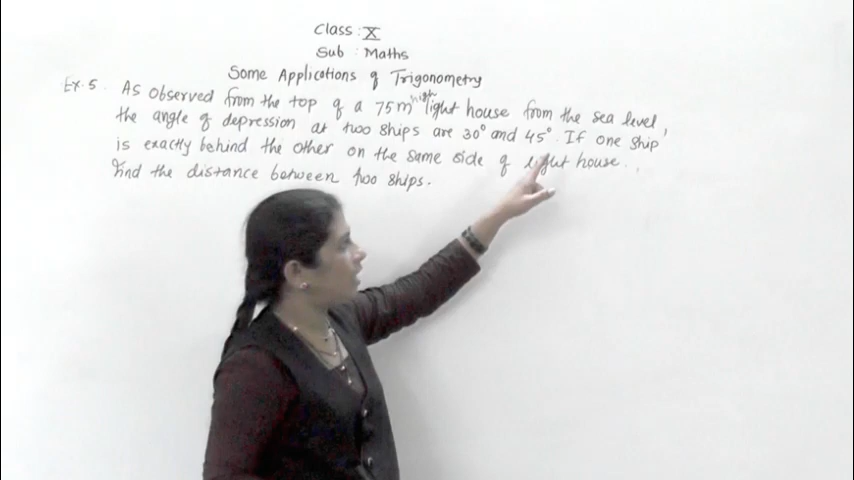 Class : X
Sub : Maths
Some Applications of Trigonometry
Ex.5. As observed from the top of a 75m high light house from the sea level,
the angle of depression at two ships are 30° and 45°. If one ship
is exactly behind the other on the same side of light house.
Find the distance between two ships.